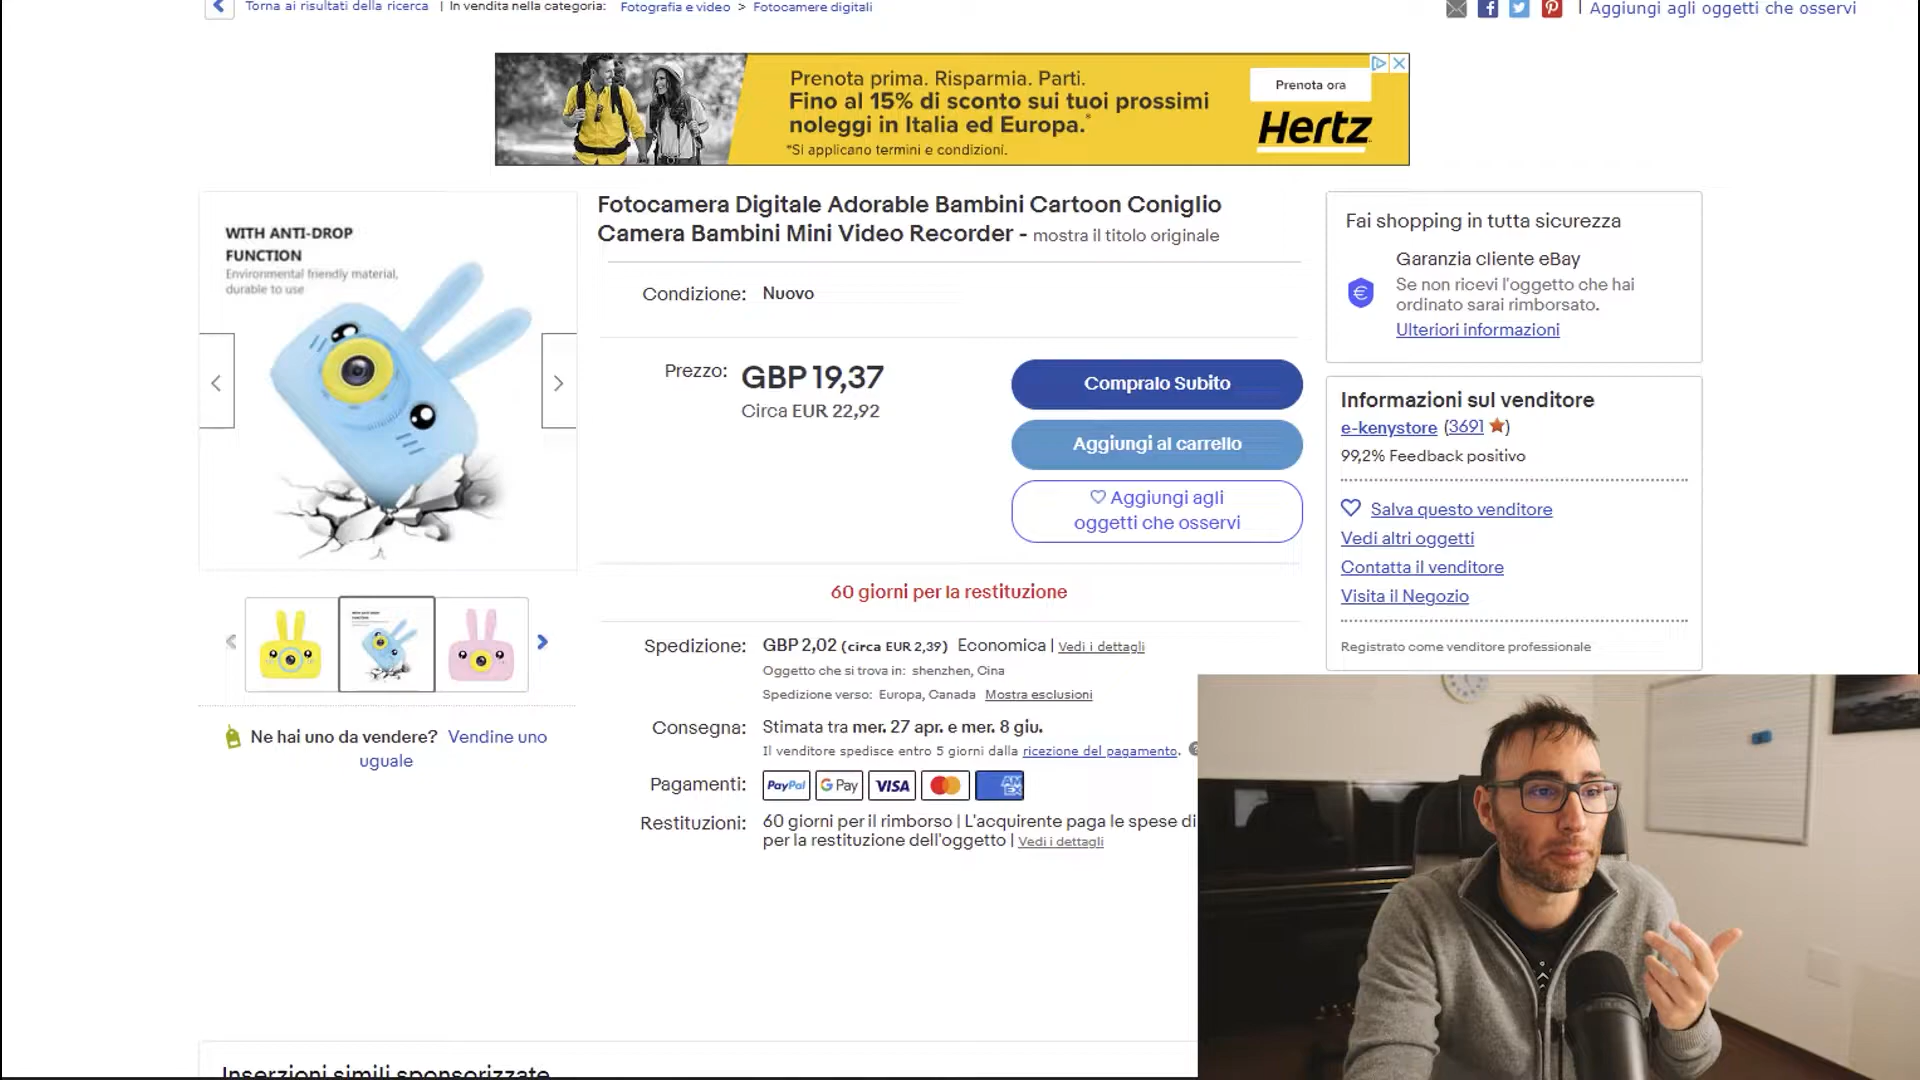 Torna ai risultati della ricerca | In vendita nella categoria: Fotografia e video > Fotocamere digitali
| Aggiungi agli oggetti che osservi
Prenota prima. Risparmia. Parti.
Fino al 15% di sconto sui tuoi prossimi
noleggi in Italia ed Europa.*
*Si applicano termini e condizioni.
Prenota ora
Hertz
WITH ANTI-DROP
FUNCTION
Environmental friendly material,
durable to use
Ne hai uno da vendere? Vendine uno
uguale
Fotocamera Digitale Adorable Bambini Cartoon Coniglio
Camera Bambini Mini Video Recorder - mostra il titolo originale
Condizione: Nuovo
Prezzo: GBP 19,37
Circa EUR 22,92
Compralo Subito
Aggiungi al carrello
Aggiungi agli
oggetti che osservi
60 giorni per la restituzione
Spedizione: GBP 2,02 (circa EUR 2,39) Economica | Vedi i dettagli
Oggetto che si trova in: shenzhen, Cina
Spedizione verso: Europa, Canada Mostra esclusioni
Consegna: Stimata tra mer. 27 apr. e mer. 8 giu.
Il venditore spedisce entro 5 giorni dalla ricezione del pagamento. ?
Pagamenti: PayPal G Pay VISA AMEX
Restituzioni: 60 giorni per il rimborso | L'acquirente paga le spese di
per la restituzione dell'oggetto | Vedi i dettagli
Fai shopping in tutta sicurezza
Garanzia cliente eBay
Se non ricevi l'oggetto che hai
ordinato sarai rimborsato.
Ulteriori informazioni
Informazioni sul venditore
e-kenystore (3691)
99,2% Feedback positivo
Salva questo venditore
Vedi altri oggetti
Contatta il venditore
Visita il Negozio
Registrato come venditore professionale
Inserzioni simili sponsorizzate